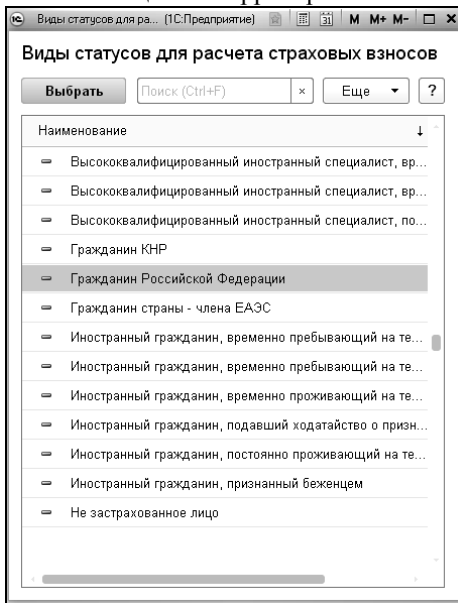 Виды статусов для ра... (1С:Предприятие) 31 M M+ M-
Виды статусов для расчета страховых взносов
Выбрать Поиск (Ctrl+F) × Еще ?
Наименование ↓
Высококвалифицированный иностранный специалист, вр...
Высококвалифицированный иностранный специалист, вр...
Высококвалифицированный иностранный специалист, по...
Гражданин КНР
Гражданин Российской Федерации
Гражданин страны - члена ЕАЭС
Иностранный гражданин, временно пребывающий на те...
Иностранный гражданин, временно пребывающий на те...
Иностранный гражданин, временно проживающий на те...
Иностранный гражданин, подавший ходатайство о призн...
Иностранный гражданин, постоянно проживающий на те...
Иностранный гражданин, признанный беженцем
Не застрахованное лицо